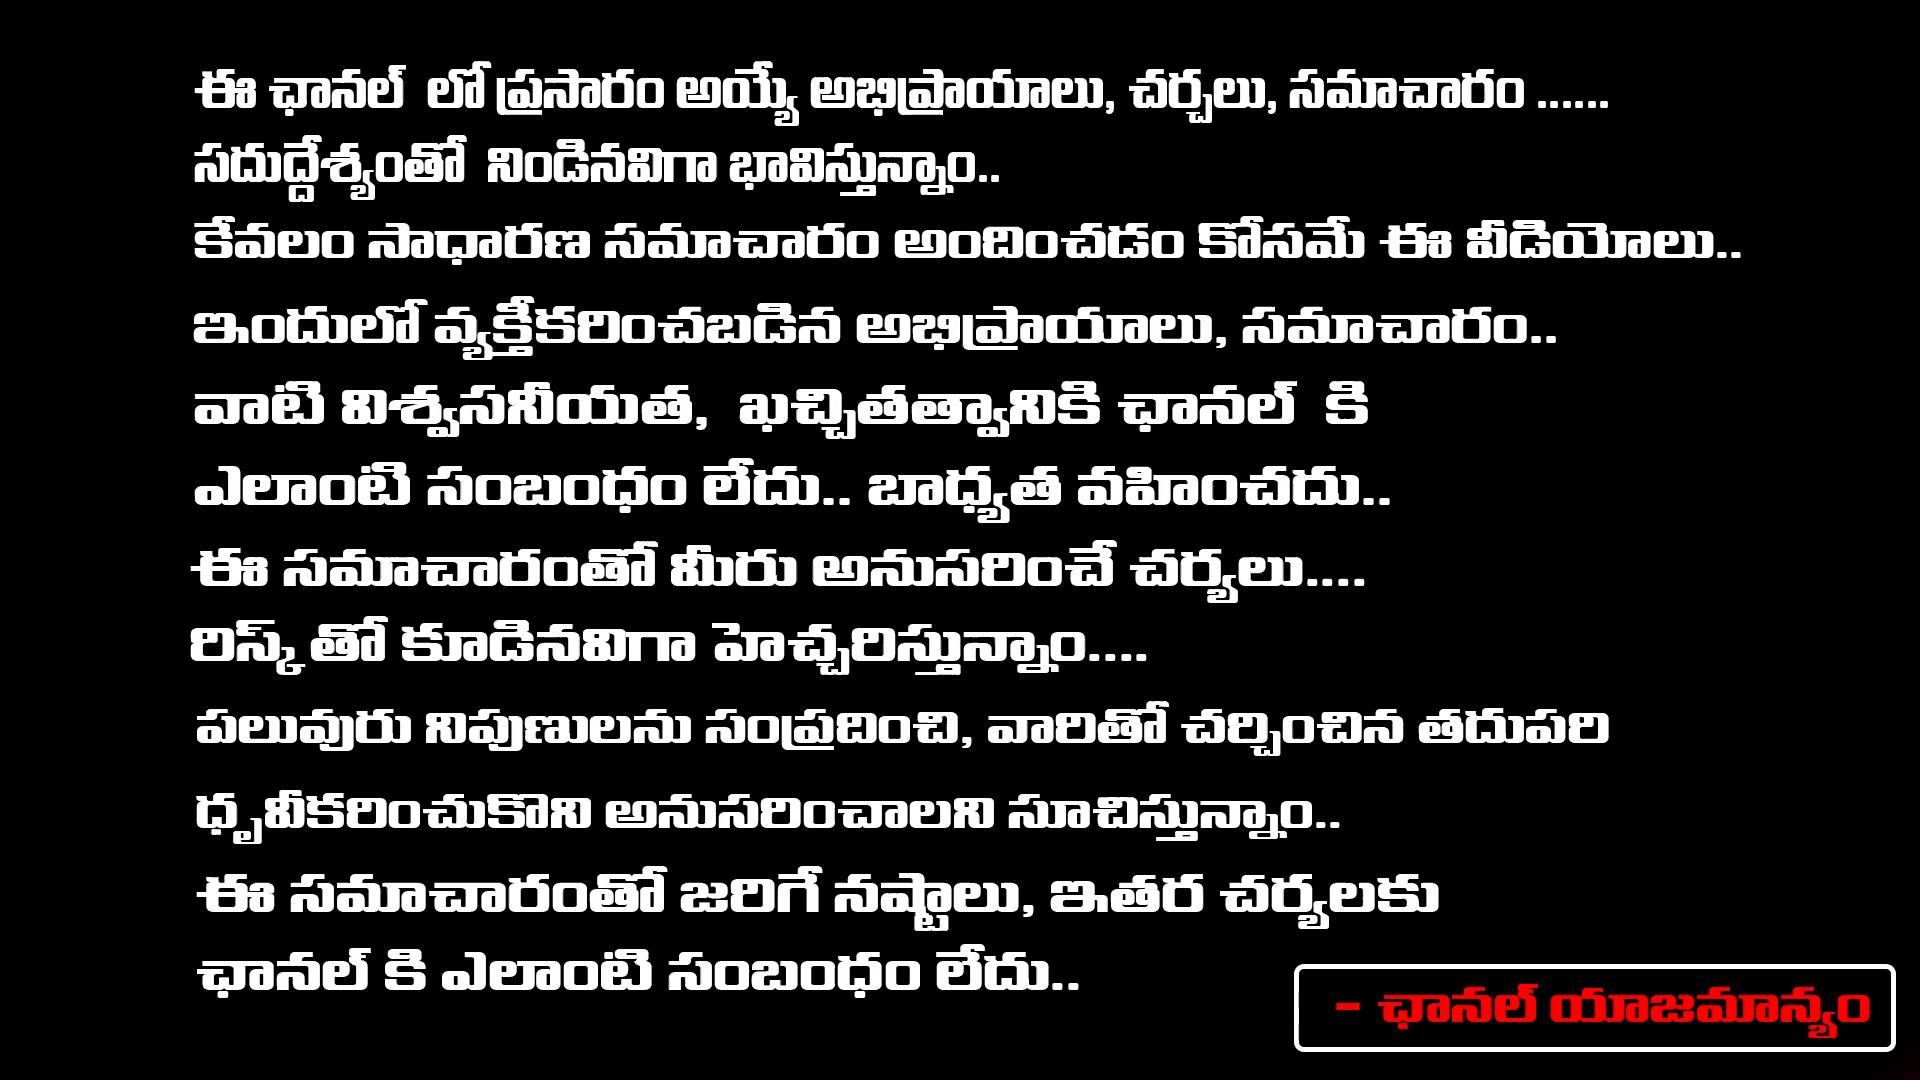 ఈ ఛానల్ లో ప్రసారం అయ్యే అభిప్రాయాలు, చర్చలు, సమాచారం ......
సదుద్దేశ్యంతో నిండినవిగా భావిస్తున్నాం..
కేవలం సాధారణ సమాచారం అందించడం కోసమే ఈ వీడియోలు..
ఇందులో వ్యక్తీకరించబడిన అభిప్రాయాలు, సమాచారం..
వాటి విశ్వసనీయత, ఖచ్చితత్వానికి ఛానల్ కి
ఎలాంటి సంబంధం లేదు.. బాధ్యత వహించదు..
ఈ సమాచారంతో మీరు అనుసరించే చర్యలు....
రిస్క్ తో కూడినవిగా హెచ్చరిస్తున్నాం....
పలువురు నిపుణులను సంప్రదించి, వారితో చర్చించిన తదుపరి
ధృవీకరించుకొని అనుసరించాలని సూచిస్తున్నాం..
ఈ సమాచారంతో జరిగే నష్టాలు, ఇతర చర్యలకు
ఛానల్ కి ఎలాంటి సంబంధం లేదు..
- ఛానల్ యాజమాన్యం